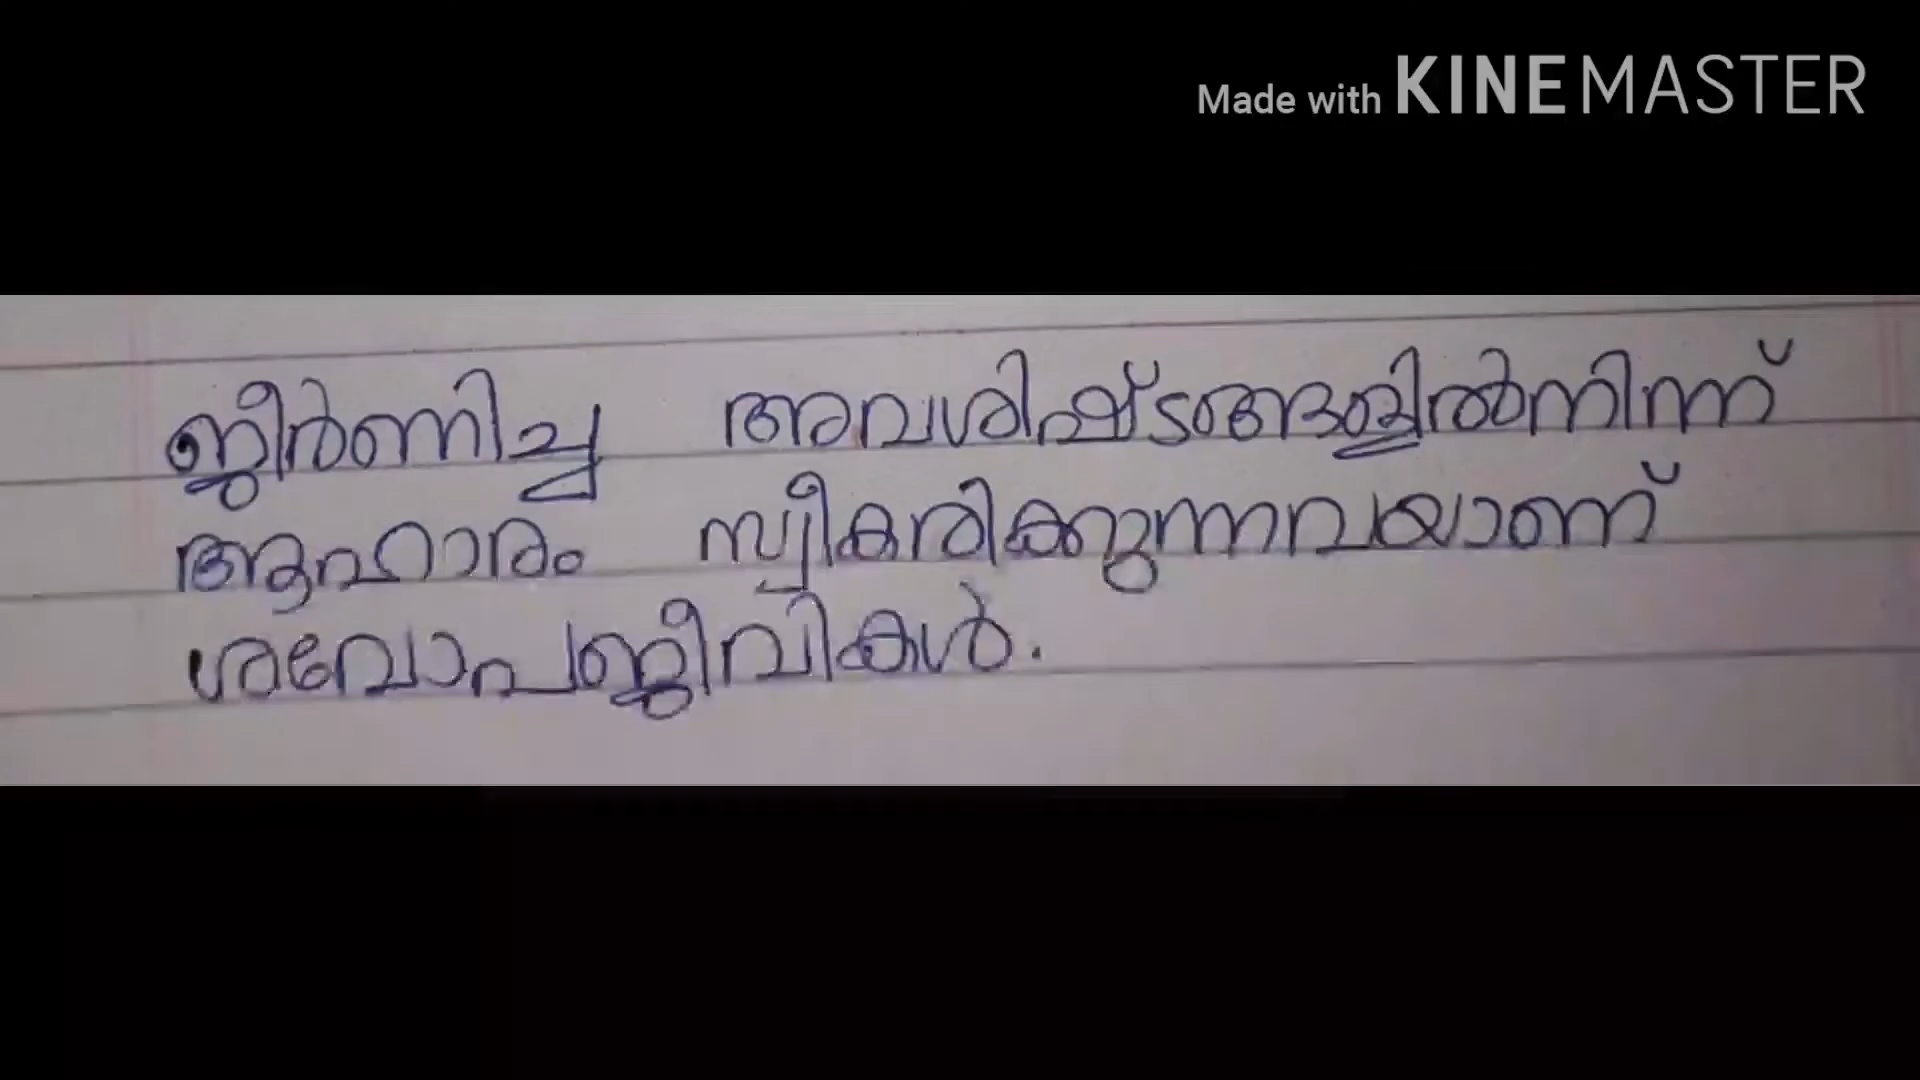 Made with KINEMASTER
ജീർണിച്ച അവശിഷ്ടങ്ങളിൽനിന്ന്
ആഹാരം സ്വീകരിക്കുന്നവയാണ്
ശവോപജീവികൾ.